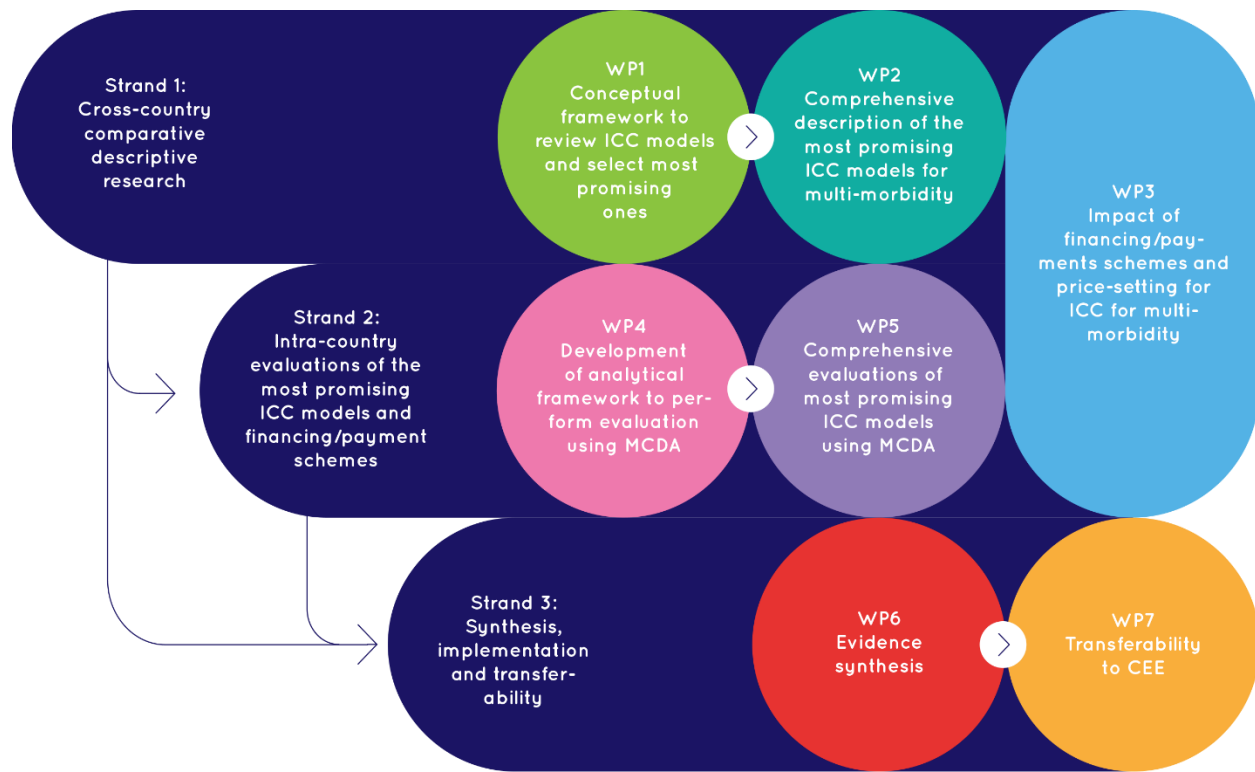 Strand 1:
Cross-country
comparative
descriptive
research
WP1
Conceptual
framework to
review ICC models
and select most
promising
ones
WP2
Comprehensive
description of the
most promising
ICC models for
multi-morbidity
WP3
Impact of
financing/pay-
ments schemes and
price-setting for
ICC for multi-
morbidity
Strand 2:
Intra-country
evaluations of the
most promising
ICC models and
financing/payment
schemes
WP4
Development
of analytical
framework to per-
form evaluation
using MCDA
WP5
Comprehensive
evaluations of
most promising
ICC models
using MCDA
Strand 3:
Synthesis,
implementation
and transfer-
ability
WP6
Evidence
synthesis
WP7
Transferability
to CEE